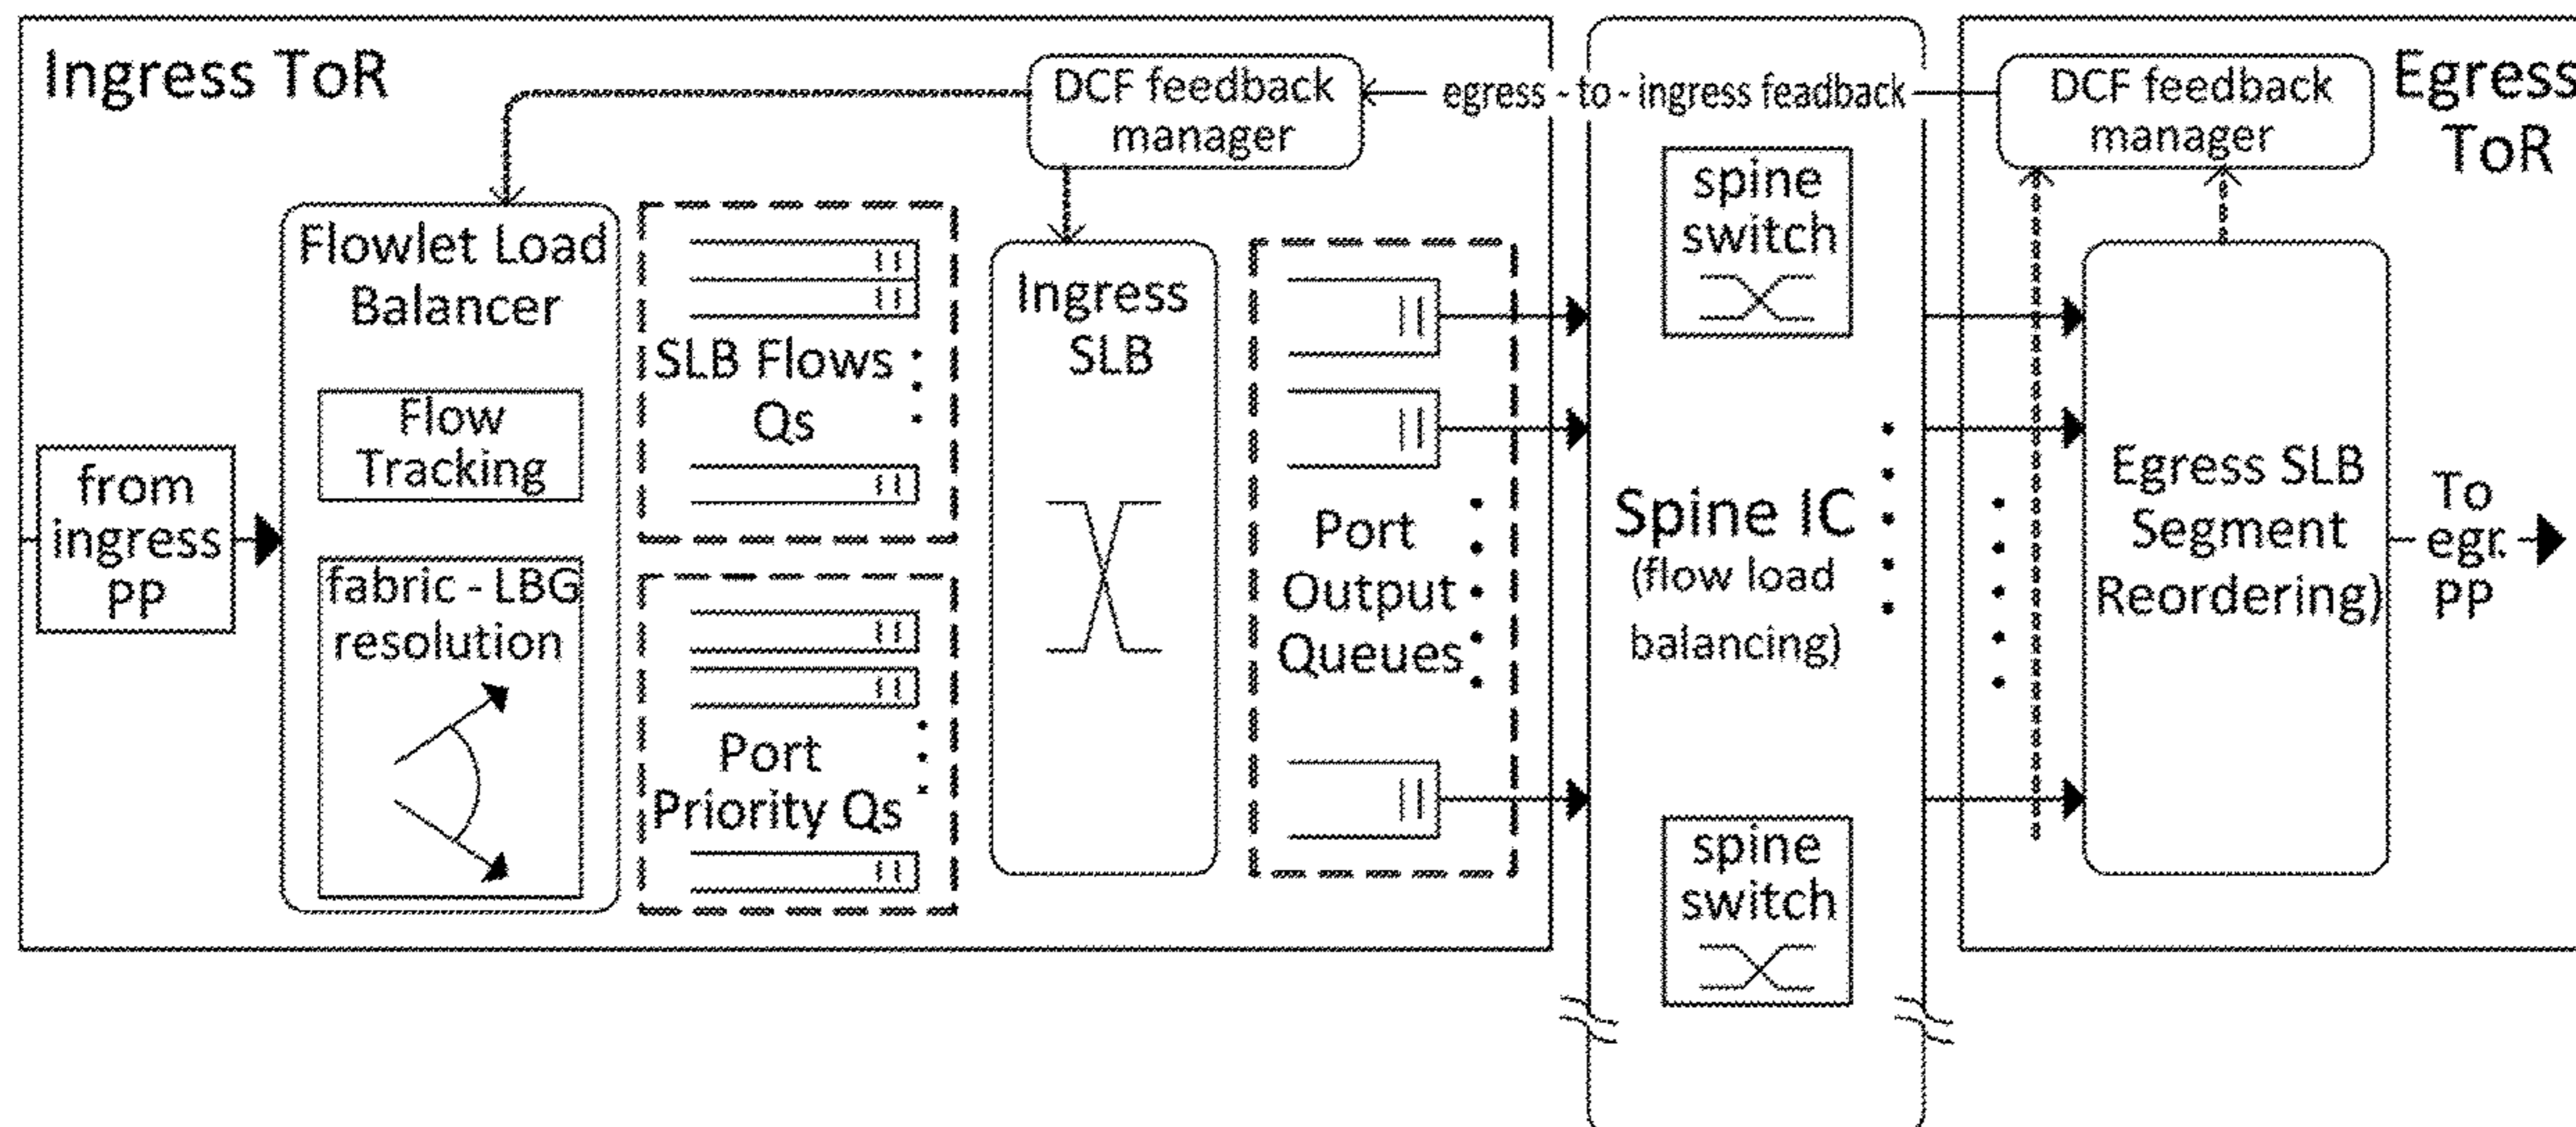 Ingress ToR
DCF feedback
manager
egress - to - ingress feadback
DCF feedback
manager
Egress
ToR
from
ingress
PP
Flowlet Load
Balancer
Flow
Tracking
fabric - LBG
resolution
SLB Flows
Qs
Port
Priority Qs
Ingress
SLB
Port
Output
Queues
spine
switch
Spine IC
(flow load
balancing)
spine
switch
Egress SLB
Segment
Reordering)
To
egr.
PP